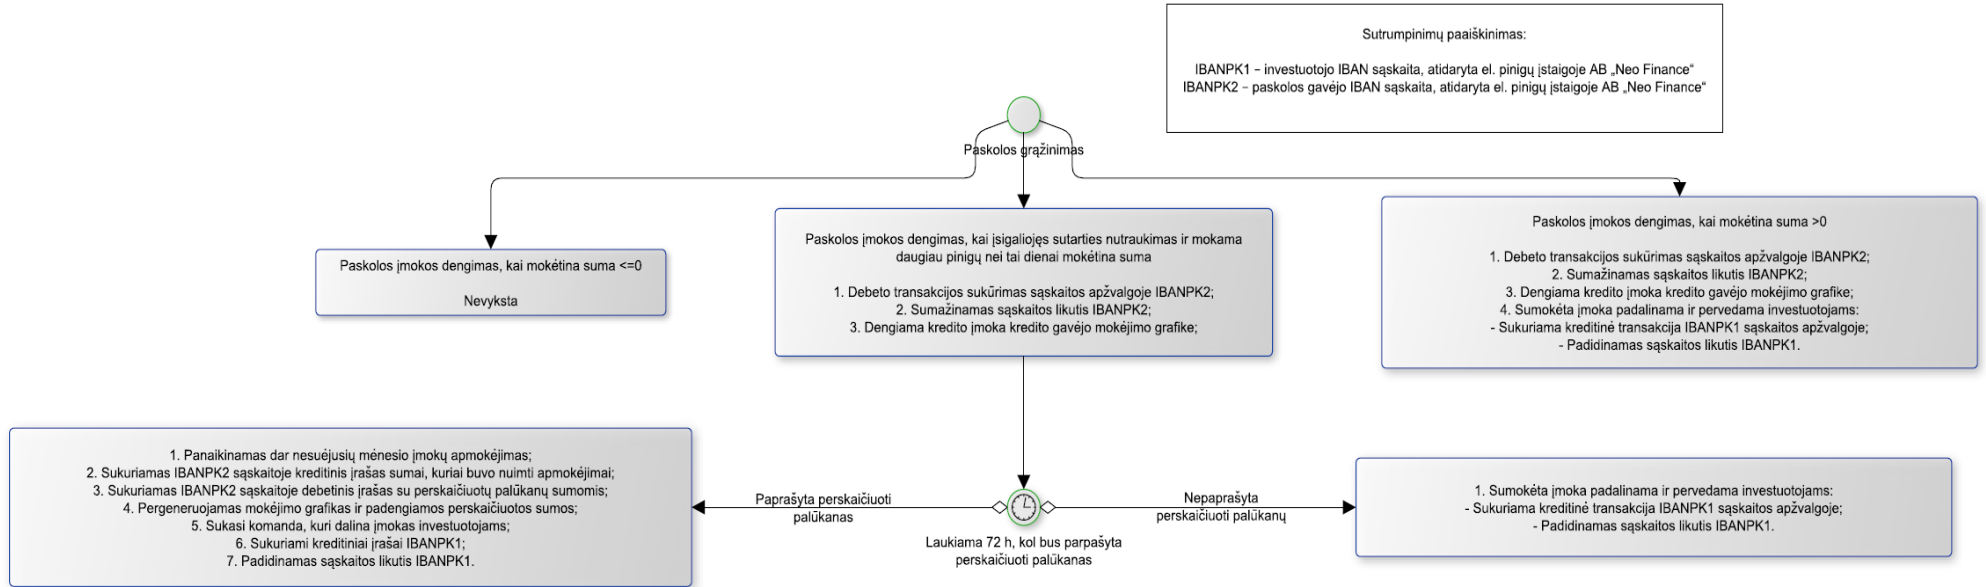 Sutrumpinimų paaiškinimas:
IBANPK1 – investuotojo IBAN sąskaita, atidaryta el. pinigų įstaigoje AB „Neo Finance“
IBANPK2 – paskolos gavėjo IBAN sąskaita, atidaryta el. pinigų įstaigoje AB „Neo Finance“
Paskolos grąžinimas
Paskolos įmokos dengimas, kai mokėtina suma <=0
Nevyksta
Paskolos įmokos dengimas, kai įsigaliojęs sutarties nutraukimas ir mokama
daugiau pinigų nei tai dienai mokėtina suma
1. Debeto transakcijos sukūrimas sąskaitos apžvalgoje IBANPK2;
2. Sumažinamas sąskaitos likutis IBANPK2;
3. Dengiama kredito įmoka kredito gavėjo mokėjimo grafike;
Paskolos įmokos dengimas, kai mokėtina suma >0
1. Debeto transakcijos sukūrimas sąskaitos apžvalgoje IBANPK2;
2. Sumažinamas sąskaitos likutis IBANPK2;
3. Dengiama kredito įmoka kredito gavėjo mokėjimo grafike;
4. Sumokėta įmoka padalinama ir pervedama investuotojams:
- Sukuriama kreditinė transakcija IBANPK1 sąskaitos apžvalgoje;
- Padidinamas sąskaitos likutis IBANPK1.
1. Panaikinamas dar nesuėjusių mėnesio įmokų apmokėjimas;
2. Sukuriamas IBANPK2 sąskaitoje kreditinis įrašas sumai, kuriai buvo nuimti apmokėjimai;
3. Sukuriamas IBANPK2 sąskaitoje debetinis įrašas su perskaičiuotų palūkanų sumomis;
4. Pergeneruojamas mokėjimo grafikas ir padengiamos perskaičiuotos sumos;
5. Sukasi komanda, kuri dalina įmokas investuotojams;
6. Sukuriami kreditiniai įrašai IBANPK1;
7. Padidinamas sąskaitos likutis IBANPK1.
Paprašyta perskaičiuoti
palūkanas
Laukiama 72 h, kol bus parpašyta
perskaičiuoti palūkanas
Nepaprašyta
perskaičiuoti palūkanų
1. Sumokėta įmoka padalinama ir pervedama investuotojams:
- Sukuriama kreditinė transakcija IBANPK1 sąskaitos apžvalgoje;
- Padidinamas sąskaitos likutis IBANPK1.